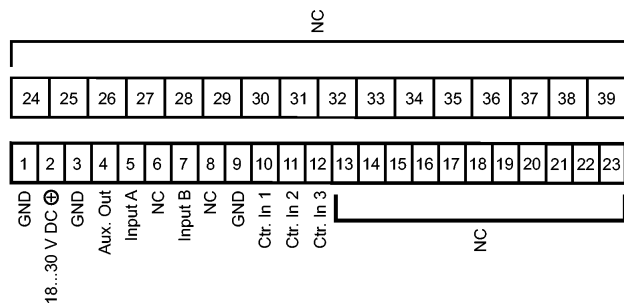 NC
24 25 26 27 28 29 30 31 32 33 34 35 36 37 38 39
1 2 3 4 5 6 7 8 9 10 11 12 13 14 15 16 17 18 19 20 21 22 23
GND
18...30 V DC ⊕
GND
Aux. Out
Input A
NC
Input B
NC
GND
Ctr. In 1
Ctr. In 2
Ctr. In 3
NC